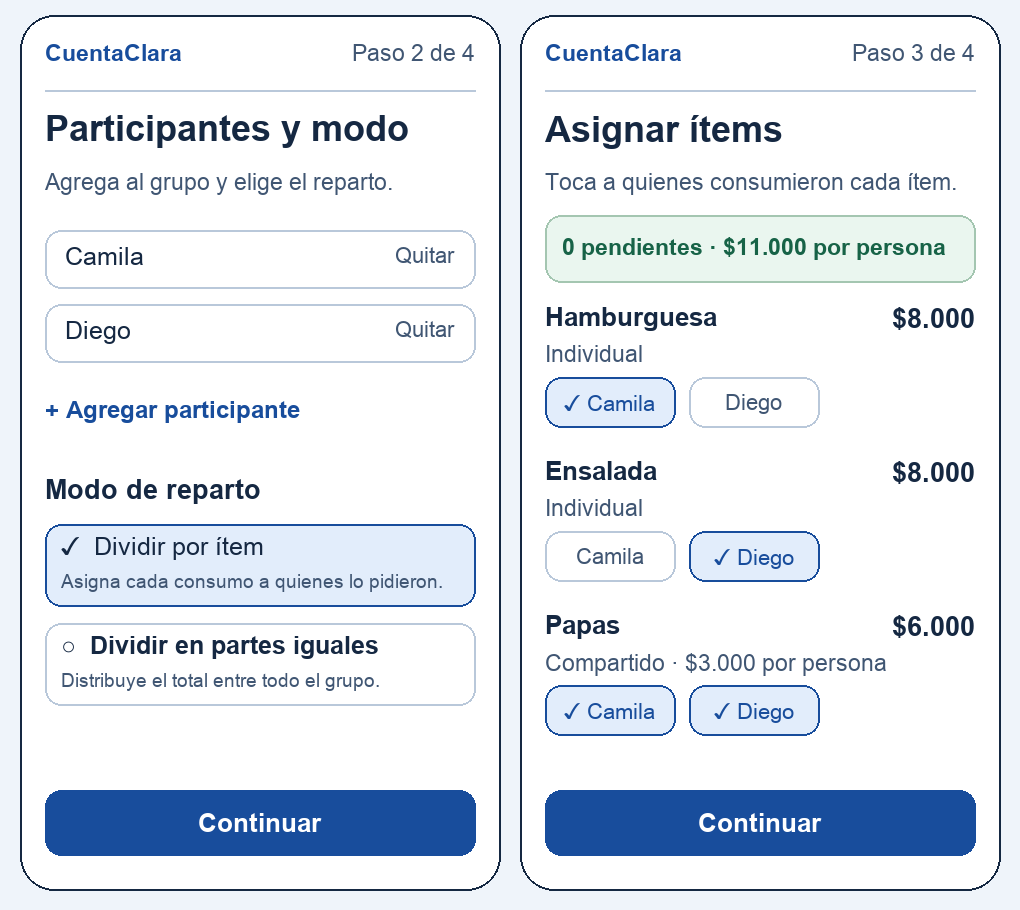 CuentaClara
Paso 2 de 4
Participantes y modo
Agrega al grupo y elige el reparto.
Camila
Quitar
Diego
Quitar
+ Agregar participante
Modo de reparto
✓ Dividir por ítem
Asigna cada consumo a quienes lo pidieron.
○ Dividir en partes iguales
Distribuye el total entre todo el grupo.
Continuar
CuentaClara
Paso 3 de 4
Asignar ítems
Toca a quienes consumieron cada ítem.
0 pendientes · $11.000 por persona
Hamburguesa
$8.000
Individual
✓ Camila
Diego
Ensalada
$8.000
Individual
Camila
✓ Diego
Papas
$6.000
Compartido · $3.000 por persona
✓ Camila
✓ Diego
Continuar